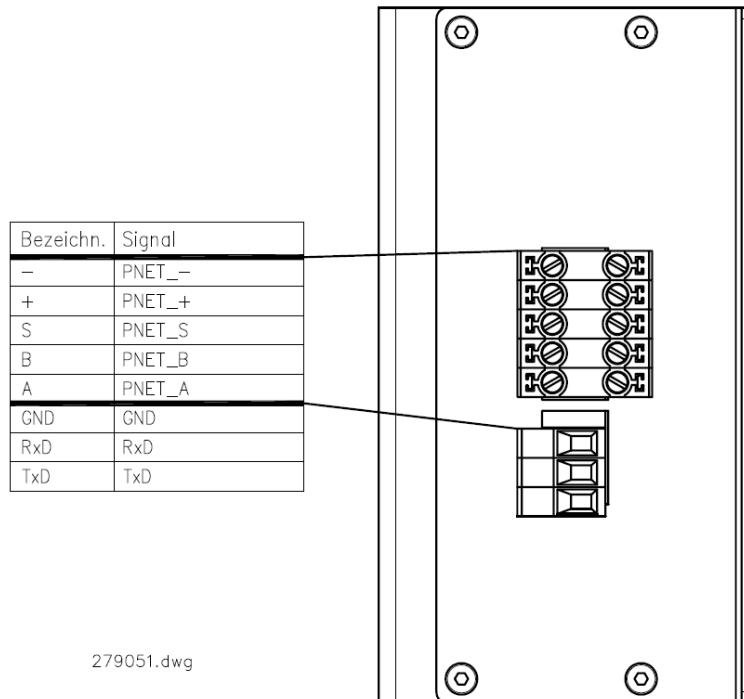 Bezeichn. Signal
− PNET_−
+ PNET_+
S PNET_S
B PNET_B
A PNET_A
GND GND
RxD RxD
TxD TxD
279051.dwg